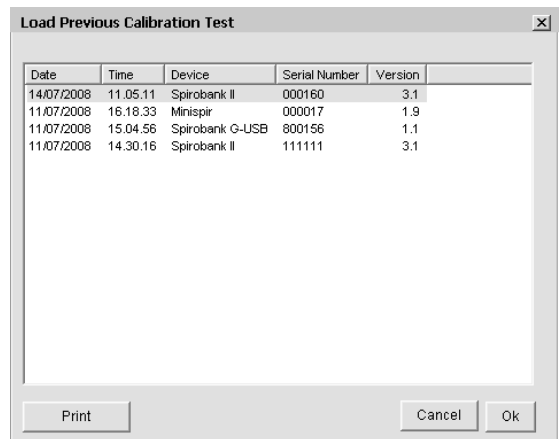 Load Previous Calibration Test
Date Time Device Serial Number Version
14/07/2008 11.05.11 Spirobank II 000160 3.1
11/07/2008 16.18.33 Minispir 000017 1.9
11/07/2008 15.04.56 Spirobank G-USB 800156 1.1
11/07/2008 14.30.16 Spirobank II 111111 3.1
Print Cancel Ok